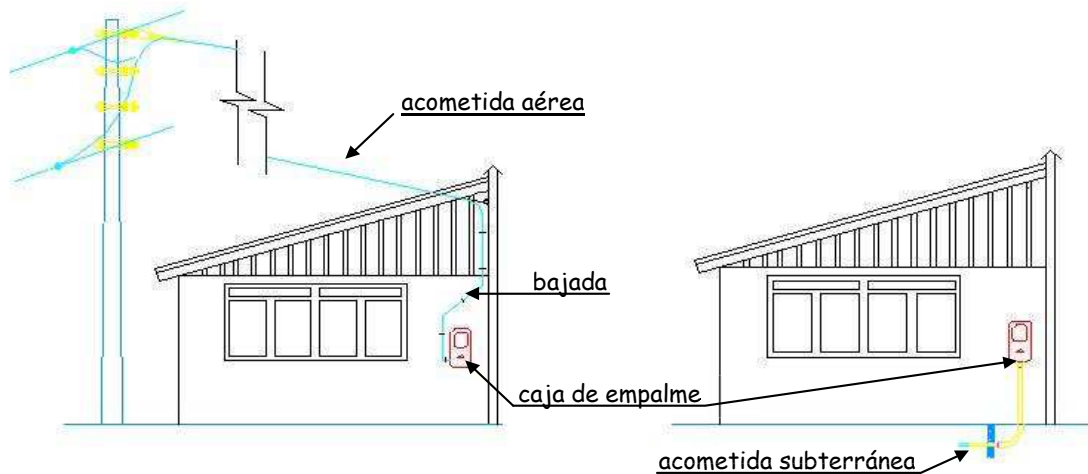 acometida aérea
bajada
caja de empalme
acometida subterránea